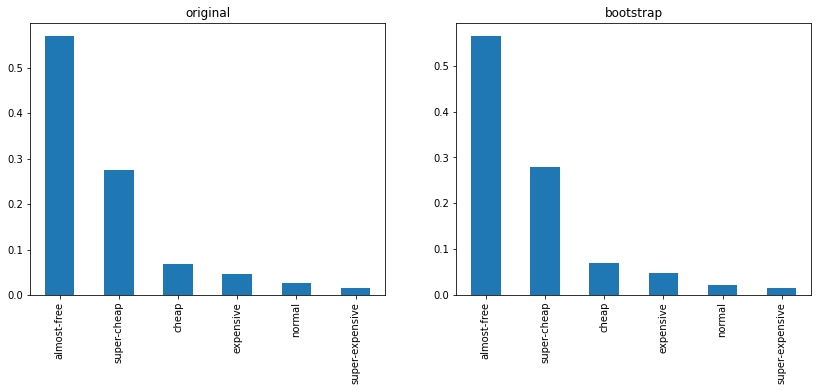 original
0.5
0.4
0.3
0.2
0.1
0.0
almost-free
super-cheap
cheap
expensive
normal
super-expensive
bootstrap
0.5
0.4
0.3
0.2
0.1
0.0
almost-free
super-cheap
cheap
expensive
normal
super-expensive